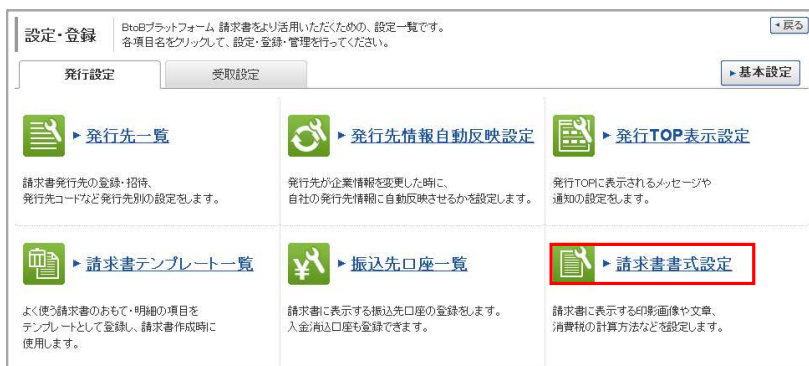 設定・登録
BtoBプラットフォーム 請求書をより活用いただくための、設定一覧です。
各項目名をクリックして、設定・登録・管理を行ってください。
◂戻る
発行設定
受取設定
▸基本設定
▸発行先一覧
▸発行先情報自動反映設定
▸発行TOP表示設定
請求書発行先の登録・招待、
発行先コードなど発行先別の設定をします。
発行先が企業情報を変更した時に、
自社の発行先情報に自動反映させるかを設定します。
発行TOPに表示されるメッセージや
通知の設定をします。
▸請求書テンプレート一覧
▸振込先口座一覧
▸請求書書式設定
よく使う請求書のおもて・明細の項目を
テンプレートとして登録し、請求書作成時に
使用します。
請求書に表示する振込先口座の登録をします。
入金消込口座も登録できます。
請求書に表示する印影画像や文章、
消費税の計算方法などを設定します。